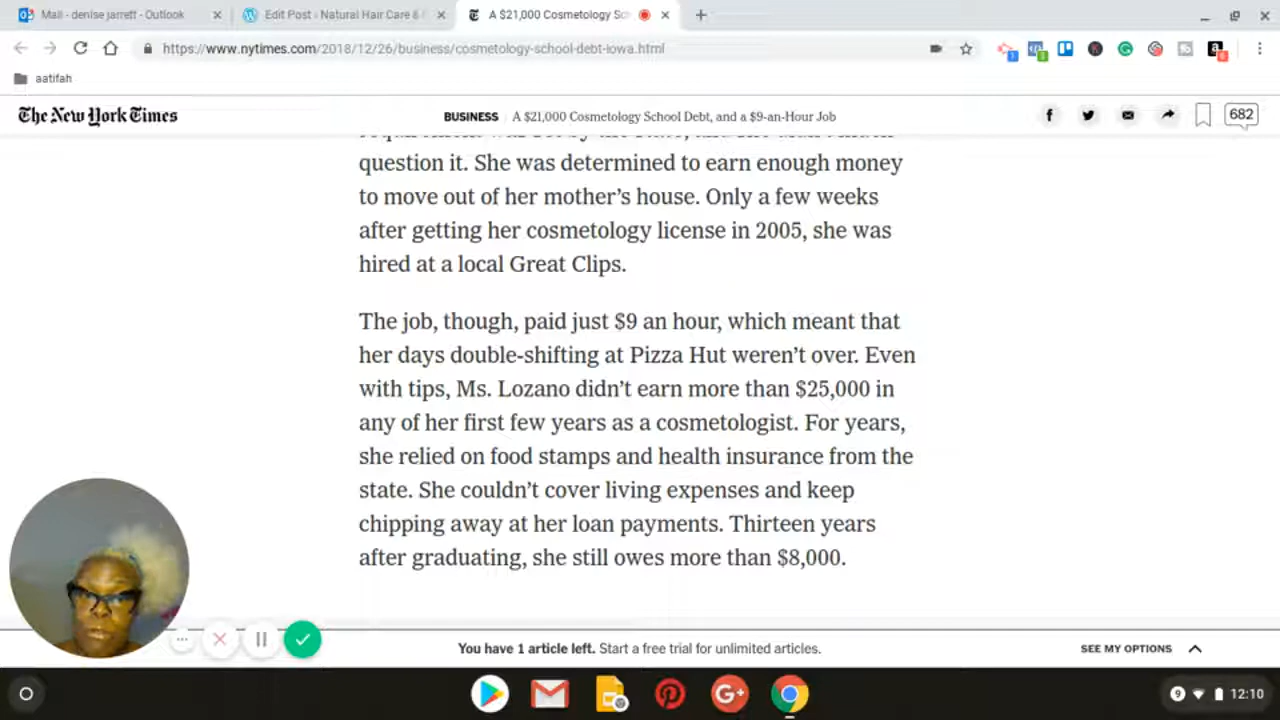 Mail - denise jarrett - Outlook
Edit Post ‹ Natural Hair Care &
A $21,000 Cosmetology Sc
https://www.nytimes.com/2018/12/26/business/cosmetology-school-debt-iowa.html
aatifah
The New York Times
BUSINESS | A $21,000 Cosmetology School Debt, and a $9-an-Hour Job
682
question it. She was determined to earn enough money
to move out of her mother’s house. Only a few weeks
after getting her cosmetology license in 2005, she was
hired at a local Great Clips.
The job, though, paid just $9 an hour, which meant that
her days double-shifting at Pizza Hut weren’t over. Even
with tips, Ms. Lozano didn’t earn more than $25,000 in
any of her first few years as a cosmetologist. For years,
she relied on food stamps and health insurance from the
state. She couldn’t cover living expenses and keep
chipping away at her loan payments. Thirteen years
after graduating, she still owes more than $8,000.
You have 1 article left. Start a free trial for unlimited articles.
SEE MY OPTIONS
9
12:10